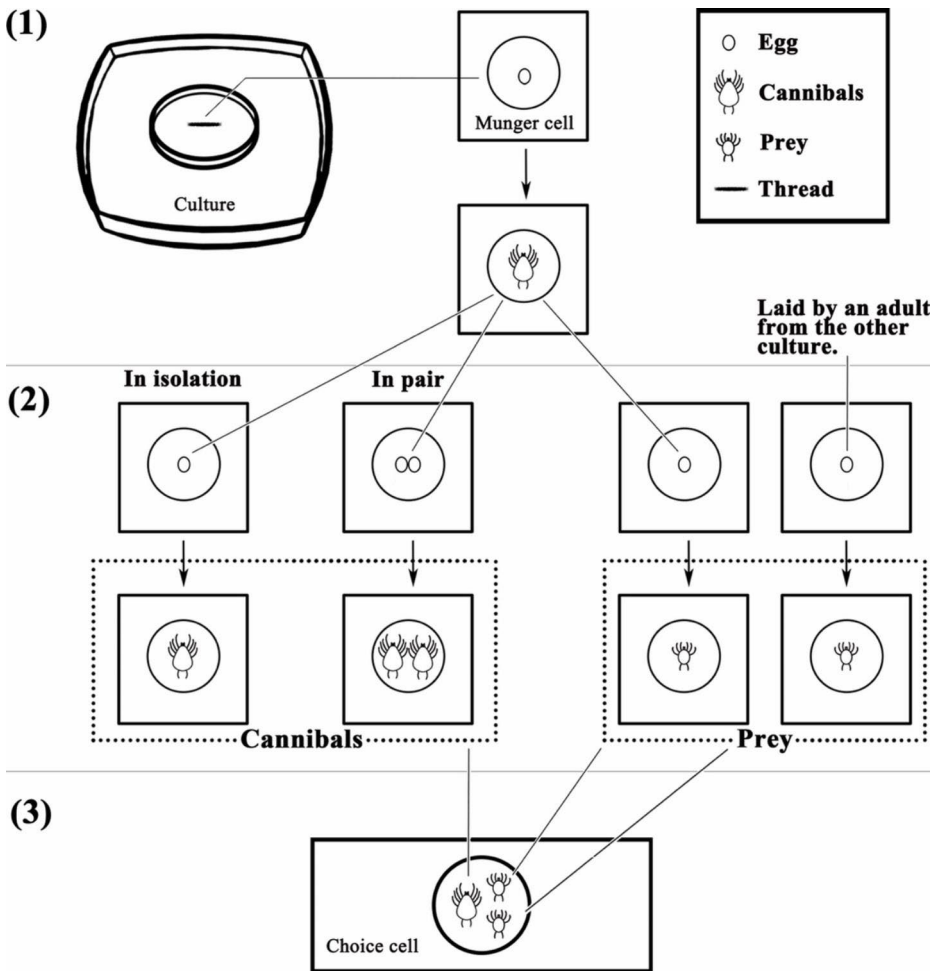 (1)
Munger cell
Culture
Egg
Cannibals
Prey
Thread
Laid by an adult
from the other
culture.
(2)
In isolation
In pair
Cannibals
Prey
(3)
Choice cell